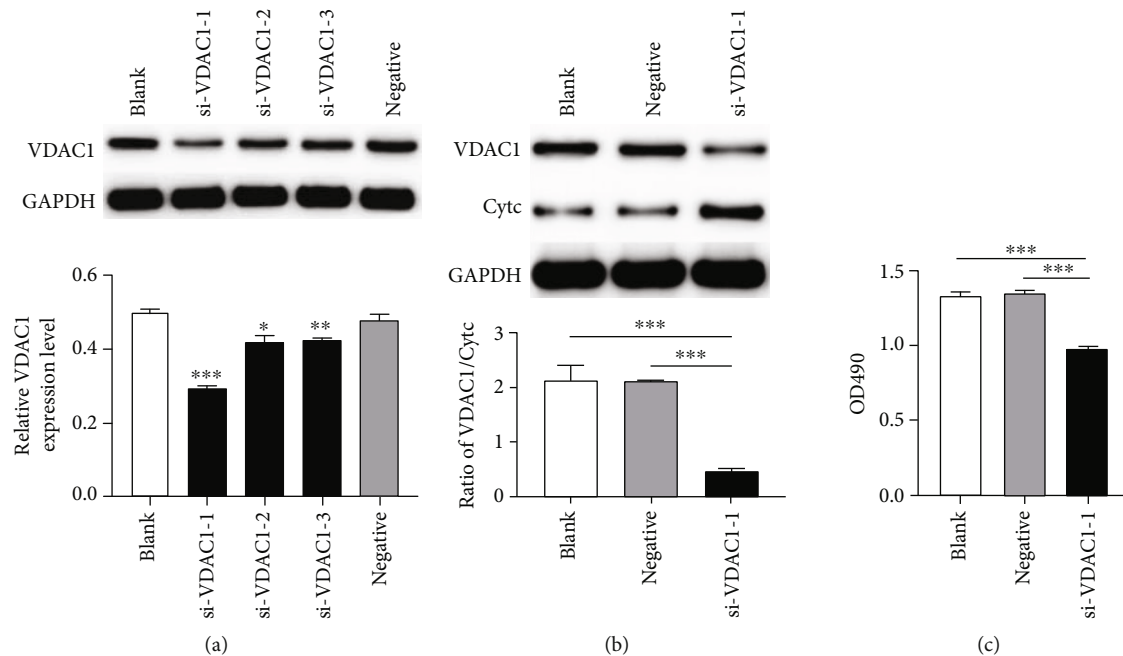 Blank
si-VDAC1-1
si-VDAC1-2
si-VDAC1-3
Negative
VDAC1
GAPDH
0.6
0.4
0.2
0.0
Relative VDAC1
expression level
***
*
**
Blank
si-VDAC1-1
si-VDAC1-2
si-VDAC1-3
Negative
(a)
Blank
Negative
si-VDAC1-1
VDAC1
Cytc
GAPDH
3
2
1
0
Ratio of VDAC1/Cytc
***
***
Blank
Negative
si-VDAC1-1
(b)
1.5
1.0
0.5
0.0
OD490
***
***
Blank
Negative
si-VDAC1-1
(c)